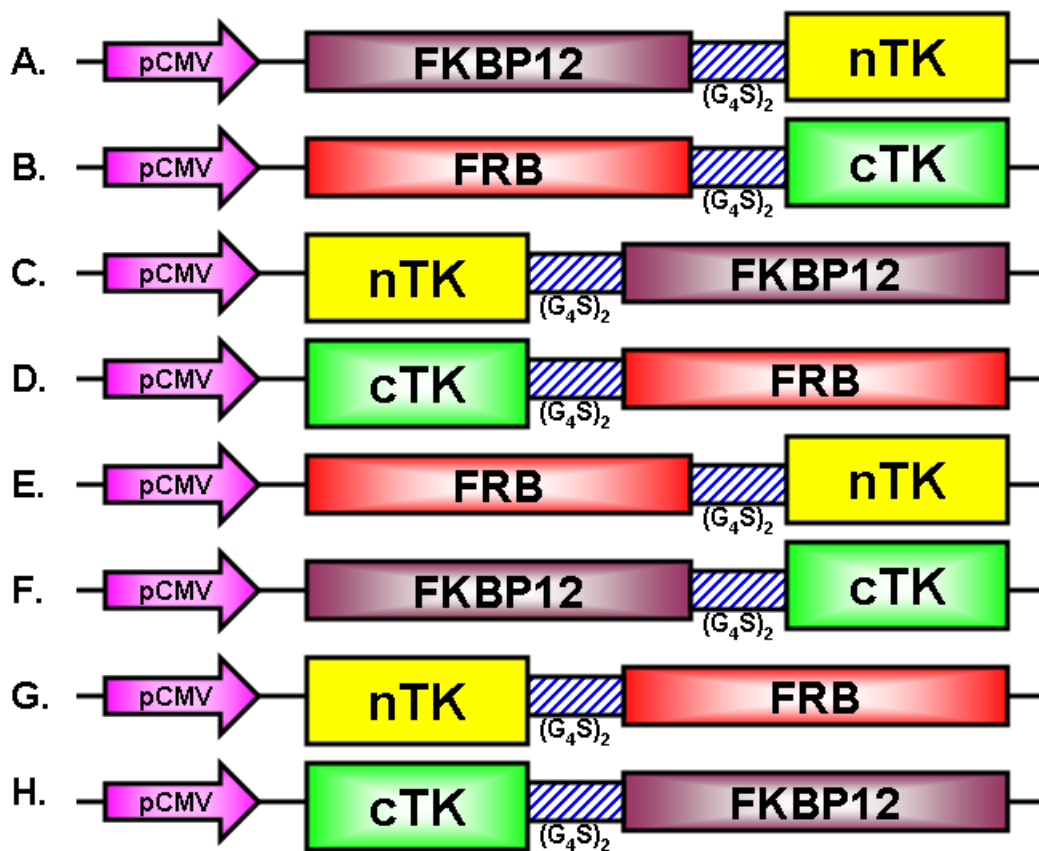 A. pCMV FKBP12 (G₄S)₂ nTK
B. pCMV FRB (G₄S)₂ cTK
C. pCMV nTK (G₄S)₂ FKBP12
D. pCMV cTK (G₄S)₂ FRB
E. pCMV FRB (G₄S)₂ nTK
F. pCMV FKBP12 (G₄S)₂ cTK
G. pCMV nTK (G₄S)₂ FRB
H. pCMV cTK (G₄S)₂ FKBP12